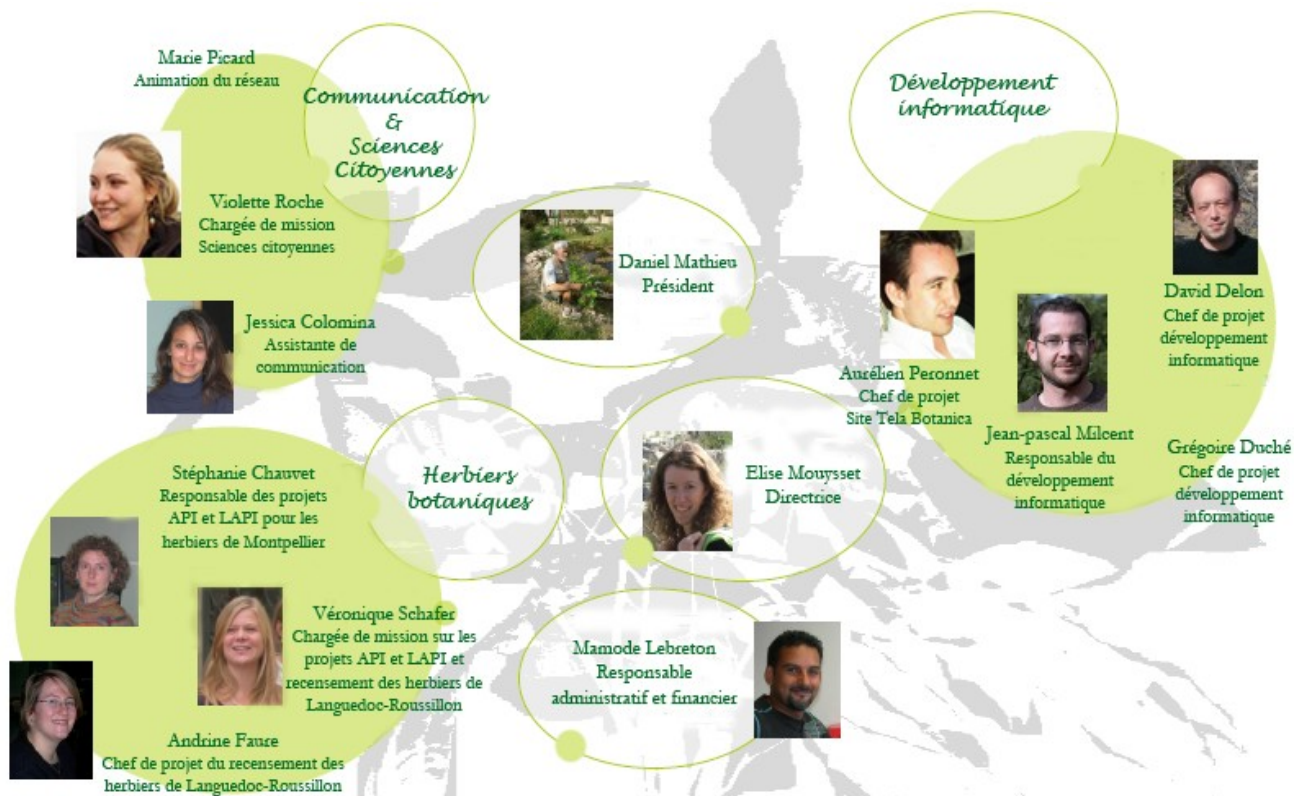 Marie Picard
Animation du réseau
Communication
&
Sciences
Citoyennes
Violette Roche
Chargée de mission
Sciences citoyennes
Jessica Colomina
Assistante de
communication
Daniel Mathieu
Président
Développement
informatique
David Delon
Chef de projet
développement
informatique
Aurélien Peronnet
Chef de projet
Site Tela Botanica
Jean-pascal Milcent
Responsable du
développement
informatique
Grégoire Duché
Chef de projet
développement
informatique
Herbiers
botaniques
Stéphanie Chauvet
Responsable des projets
API et LAPI pour les
herbiers de Montpellier
Véronique Schafer
Chargée de mission sur les
projets API et LAPI et
recensement des herbiers de
Languedoc-Roussillon
Andrine Faure
Chef de projet du recensement des
herbiers de Languedoc-Roussillon
Elise Mouysset
Directrice
Mamode Lebreton
Responsable
administratif et financier